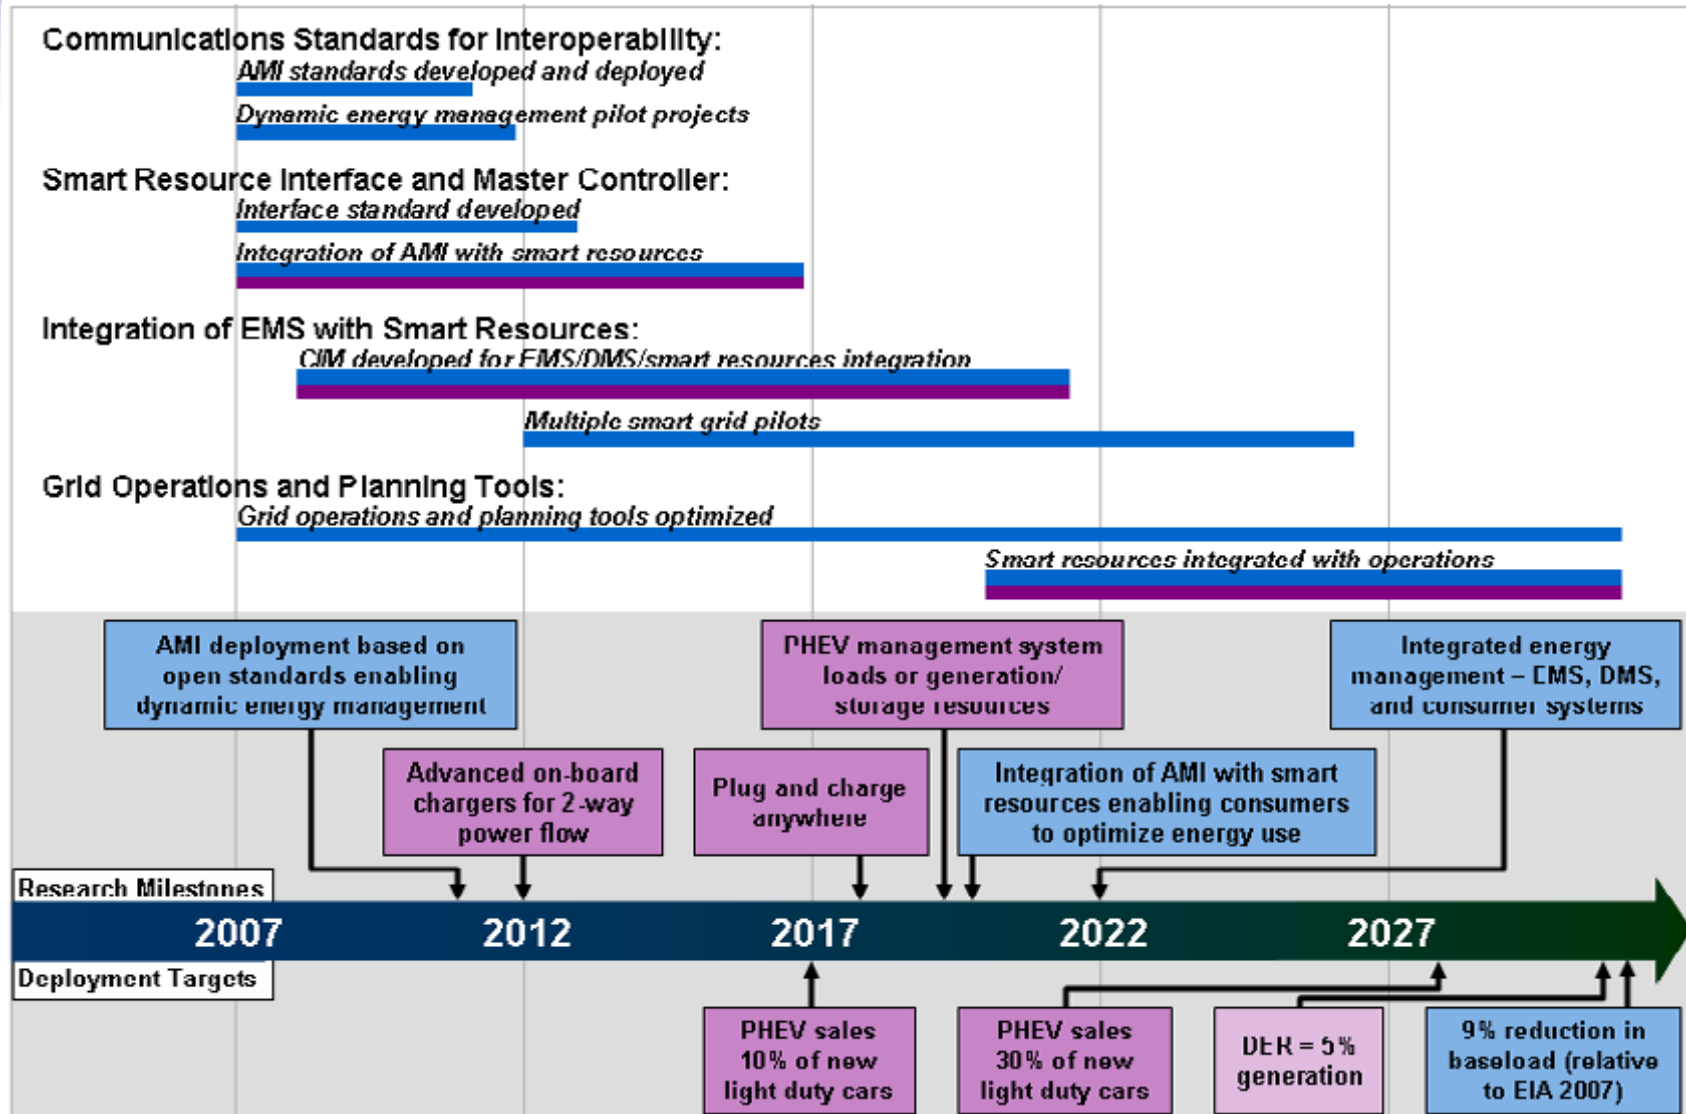 Communications Standards for Interoperability:
AMI standards developed and deployed
Dynamic energy management pilot projects
Smart Resource Interface and Master Controller:
Interface standard developed
Integration of AMI with smart resources
Integration of EMS with Smart Resources:
CIM developed for EMS/DMS/smart resources integration
Multiple smart grid pilots
Grid Operations and Planning Tools:
Grid operations and planning tools optimized
Smart resources integrated with operations
AMI deployment based on
open standards enabling
dynamic energy management
PHEV management system
loads or generation/
storage resources
Integrated energy
management – EMS, DMS,
and consumer systems
Advanced on-board
chargers for 2-way
power flow
Plug and charge
anywhere
Integration of AMI with smart
resources enabling consumers
to optimize energy use
Research Milestones
2007
2012
2017
2022
2027
Deployment Targets
PHEV sales
10% of new
light duty cars
PHEV sales
30% of new
light duty cars
DER = 5%
generation
9% reduction in
baseload (relative
to EIA 2007)